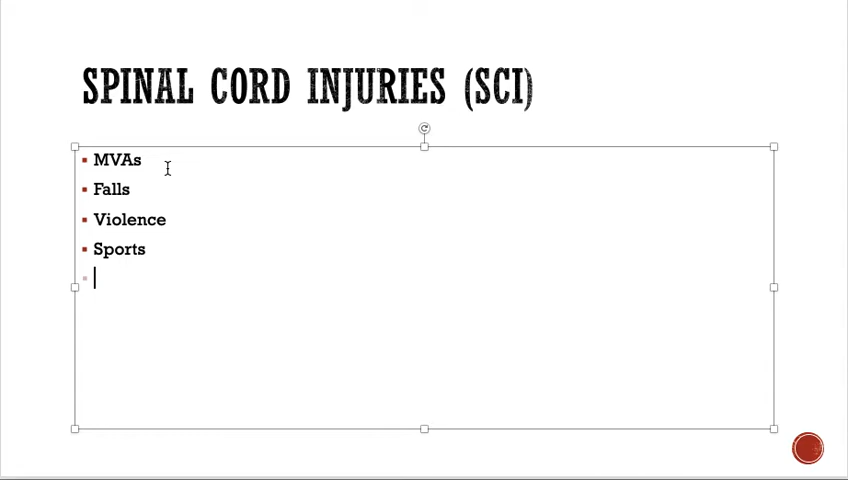 SPINAL CORD INJURIES (SCI)
MVAs
Falls
Violence
Sports